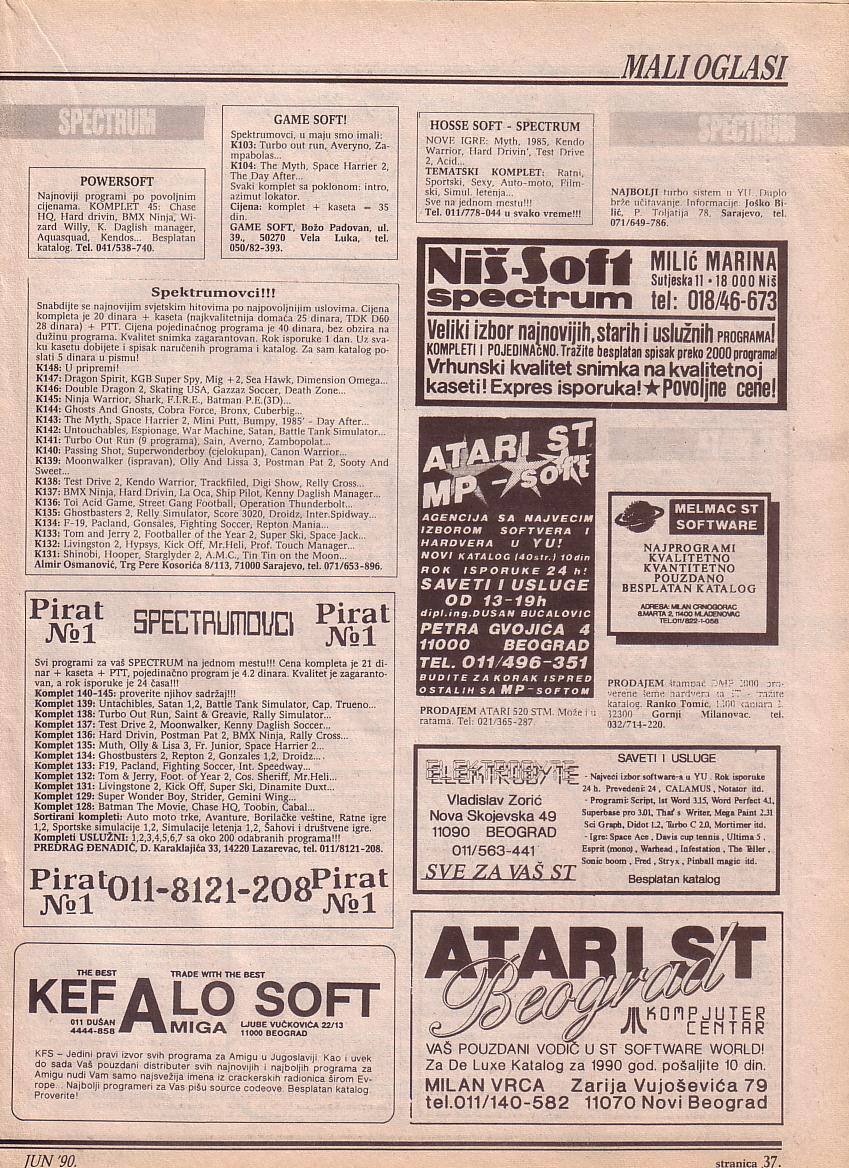 MALI OGLASI
SPECTRUM
POWERSOFT
Najnoviji programi po povoljnim
cijenama. KOMPLET 45: Chase
HQ, Hard drivin, BMX Ninja, Wi-
zard Willy, K. Daglish manager,
Aquasquad, Kendos... Besplatan
katalog. Tel. 041/538-740.
GAME SOFT!
Spektrumovci, u maju smo imali:
K103: Turbo out run, Averyno, Za-
mpabolas...
K104: The Myth, Space Harrier 2,
The Day After...
Svaki komplet sa poklonom: intro,
azimut lokator.
Cijena: komplet + kaseta = 35
din.
GAME SOFT, Božo Padovan, ul.
39., 50270 Vela Luka, tel.
050/82-393.
Spektrumovci!!!
Snabdijte se najnovijim svjetskim hitovima po najpovoljnijim uslovima. Cijena
kompleta je 20 dinara + kaseta (najkvalitetnija domaća 25 dinara, TDK D60
28 dinara) + PTT. Cijena pojedinačnog programa je 40 dinara, bez obzira na
dužinu programa. Kvalitet snimka zagarantovan. Rok isporuke 1 dan. Uz sva-
ku kasetu dobijete i spisak naručenih programa i katalog. Za sam katalog po-
slati 5 dinara u pismu!
K148: U pripremi!
K147: Dragon Spirit, KGB Super Spy, Mig +2, Sea Hawk, Dimension Omega...
K146: Double Dragon 2, Skating USA, Gazzaz Soccer, Death Zone...
K145: Ninja Warrior, Shark, F.I.R.E., Batman P.E.(3D)...
K144: Ghosts And Gnosts, Cobra Force, Bronx, Cuberbig...
K143: The Myth, Space Harrier 2, Mini Putt, Bumpy, 1985' - Day After...
K142: Untouchables, Espionage, War Machine, Satan, Battle Tank Simulator...
K141: Turbo Out Run (9 programa), Sain, Averno, Zambopolat...
K140: Passing Shot, Superwonderboy (cjelokupan), Canon Warrior...
K139: Moonwalker (ispravan), Olly And Lissa 3, Postman Pat 2, Sooty And
Sweet...
K138: Test Drive 2, Kendo Warrior, Trackfiled, Digi Show, Relly Cross...
K137: BMX Ninja, Hard Drivin, La Oca, Ship Pilot, Kenny Daglish Manager...
K136: Toi Acid Game, Street Gang Football, Operation Thunderbolt...
K135: Ghostbasters 2, Relly Simulator, Score 3020, Droidz, Inter.Spidway...
K134: F-19, Pacland, Gonsales, Fighting Soccer, Repton Mania...
K133: Tom and Jerry 2, Footballer of the Year 2, Super Ski, Space Jack...
K132: Livingston 2, Hypsys, Kick Off, Mr.Heli, Prof. Touch Manager...
K131: Shinobi, Hooper, Starglyder 2, A.M.C., Tin Tin on the Moon...
Almir Osmanović, Trg Pere Kosorića 8/113, 71000 Sarajevo, tel. 071/653-896.
Pirat №1 SPECTRUMOVCI Pirat №1
Svi programi za vaš SPECTRUM na jednom mestu!!! Cena kompleta je 21 di-
nar + kaseta + PTT, pojedinačno program je 4.2 dinara. Kvalitet je zagaranto-
van, a rok isporuke je 24 časa!!!
Komplet 140-145: proverite njihov sadržaj!!!
Komplet 139: Untachibles, Satan 1,2, Battle Tank Simulator, Cap. Trueno...
Komplet 138: Turbo Out Run, Saint & Greavie, Rally Simulator...
Komplet 137: Test Drive 2, Moonwalker, Kenny Daglish Soccer...
Komplet 136: Hard Drivin, Postman Pat 2, BMX Ninja, Rally Cross...
Komplet 135: Muth, Olly & Lisa 3, Fr. Junior, Space Harrier 2...
Komplet 134: Ghostbusters 2, Repton 2, Gonzales 1,2, Droidz...
Komplet 133: F19, Pacland, Fighting Soccer, Int. Speedway...
Komplet 132: Tom & Jerry, Foot. of Year 2, Cos. Sheriff, Mr.Heli...
Komplet 131: Livingstone 2, Kick Off, Super Ski, Dinamite Duxt...
Komplet 129: Super Wonder Boy, Strider, Gemini Wing...
Komplet 128: Batman The Movie, Chase HQ, Toobin, Cabal...
Sortirani kompleti: Auto moto trke, Avanture, Borilačke veštine, Ratne igre
1,2, Sportske simulacije 1,2, Simulacije letenja 1,2, Šahovi i društvene igre.
Kompleti USLUŽNI: 1,2,3,4,5,6,7 sa oko 200 odabranih programa!!!
PREDRAG ĐENADIĆ, D. Karaklajića 33, 14220 Lazarevac, tel. 011/8121-208.
Pirat №1 011-8121-208 Pirat №1
THE BEST TRADE WITH THE BEST
KEFALO SOFT
AMIGA
011 DUŠAN
4444-858
LJUBE VUČKOVIĆA 22/13
11000 BEOGRAD
KFS – Jedini pravi izvor svih programa za Amigu u Jugoslaviji. Kao i uvek
do sada Vaš pouzdani distributer svih najnovijih i najboljih programa za
Amigu nudi Vam samo najsvežija imena iz crackerskih radionica širom Ev-
rope. Najbolji programeri za Vas pišu source codeove. Besplatan katalog.
Proverite!
HOSSE SOFT - SPECTRUM
NOVE IGRE: Myth, 1985, Kendo
Warrior, Hard Drivin', Test Drive
2, Acid...
TEMATSKI KOMPLET: Ratni,
Sportski, Sexy, Auto-moto, Film-
ski, Simul. letenja...
Sve na jednom mestu!!!
Tel. 011/778-044 u svako vreme!!!
SPECTRUM
NAJBOLJI turbo sistem u YU. Duplo
brže učitavanje. Informacije: Joško Bi-
lić, P. Toljatija 78, Sarajevo, tel.
071/649-786.
Niš-Soft
spectrum
MILIĆ MARINA
Sutjeska 11 · 18 000 Niš
tel: 018/46-673
Veliki izbor najnovijih, starih i uslužnih PROGRAMA!
KOMPLETI I POJEDINAčNO. Tražite besplatan spisak preko 2000 programa!
Vrhunski kvalitet snimka na kvalitetnoj
kaseti! Expres isporuka! ★ Povoljne cene!
ATARI ST
MP - soft
AGENCIJA SA NAJVECIM
IZBOROM SOFTVERA I
HARDVERA U YU!
NOVI KATALOG (40str.) 10din
ROK ISPORUKE 24 h!
SAVETI I USLUGE
OD 13-19h
dipl.ing.DUSAN BUCALOVIC
PETRA GVOJIĆA 4
11000 BEOGRAD
TEL. 011/496-351
BUDITE ZA KORAK ISPRED
OSTALIH SA MP-SOFTOM
PRODAJEM ATARI 520 STM. Može i u
ratama. Tel: 021/365-287.
MELMAC ST
SOFTWARE
NAJPROGRAMI
KVALITETNO
KVANTITETNO
POUZDANO
BESPLATAN KATALOG
ADRESA: MILAN CRNOGORAC
8.MARTA 2, 11400 MLADENOVAC
TEL.011/822-1-058
PRODAJEM štampač DMP
verene šeme hardvera za ST - tražite
katalog. Ranko Tomić,
32300 Gornji Milanovac. tel.
032/714-220.
ELEKTROBYTE
Vladislav Zorić
Nova Skojevska 49
11090 BEOGRAD
011/563-441
SVE ZA VAŠ ST
SAVETI I USLUGE
- Najveci izbor software-a u YU . Rok isporuke
24 h. Prevedeni: 24 , CALAMUS , Notator itd.
- Programi: Script, 1st Word 3.15, Word Perfect 4.1,
Superbase pro 3.01, That's Writer, Mega Paint 2.31
Sci Graph, Didot 1.2, Turbo C 2.0, Mortimer itd.
- Igre: Space Ace , Davis cup tennis , Ultima 5 ,
Esprit (mono) , Warhead , Infestation , The Teller ,
Sonic boom , Fred , Stryx , Pinball magic itd.
Besplatan katalog
ATARI ST
Beograd
KOMPJUTER
CENTAR
VAŠ POUZDANI VODIČ U ST SOFTWARE WORLD!
Za De Luxe Katalog za 1990 god. pošaljite 10 din.
MILAN VRCA Zarija Vujoševića 79
tel.011/140-582 11070 Novi Beograd
JUN '90.
stranica 37.